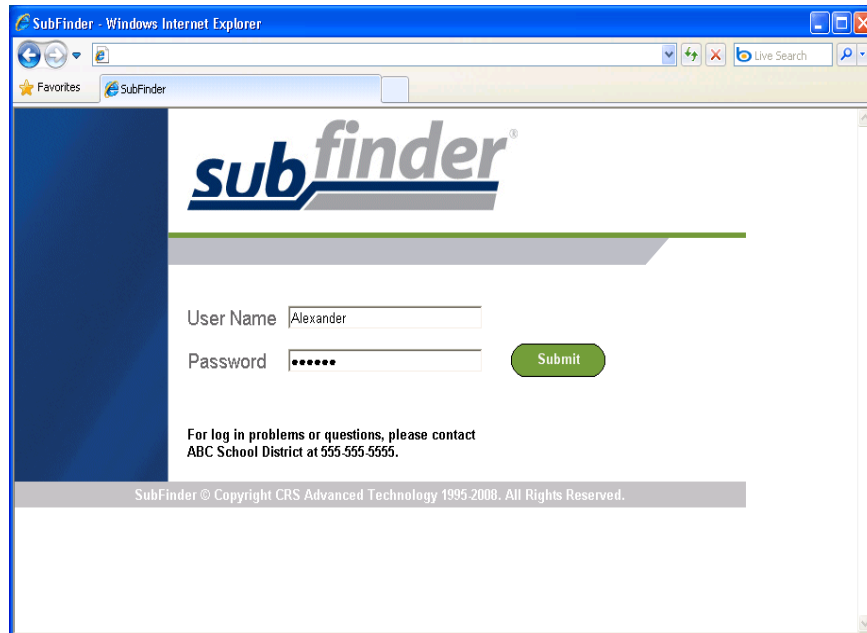 SubFinder - Windows Internet Explorer
Live Search
Favorites
SubFinder
subfinder®
User Name
Alexander
Password
••••••
Submit
For log in problems or questions, please contact
ABC School District at 555-555-5555.
SubFinder © Copyright CRS Advanced Technology 1995-2008. All Rights Reserved.